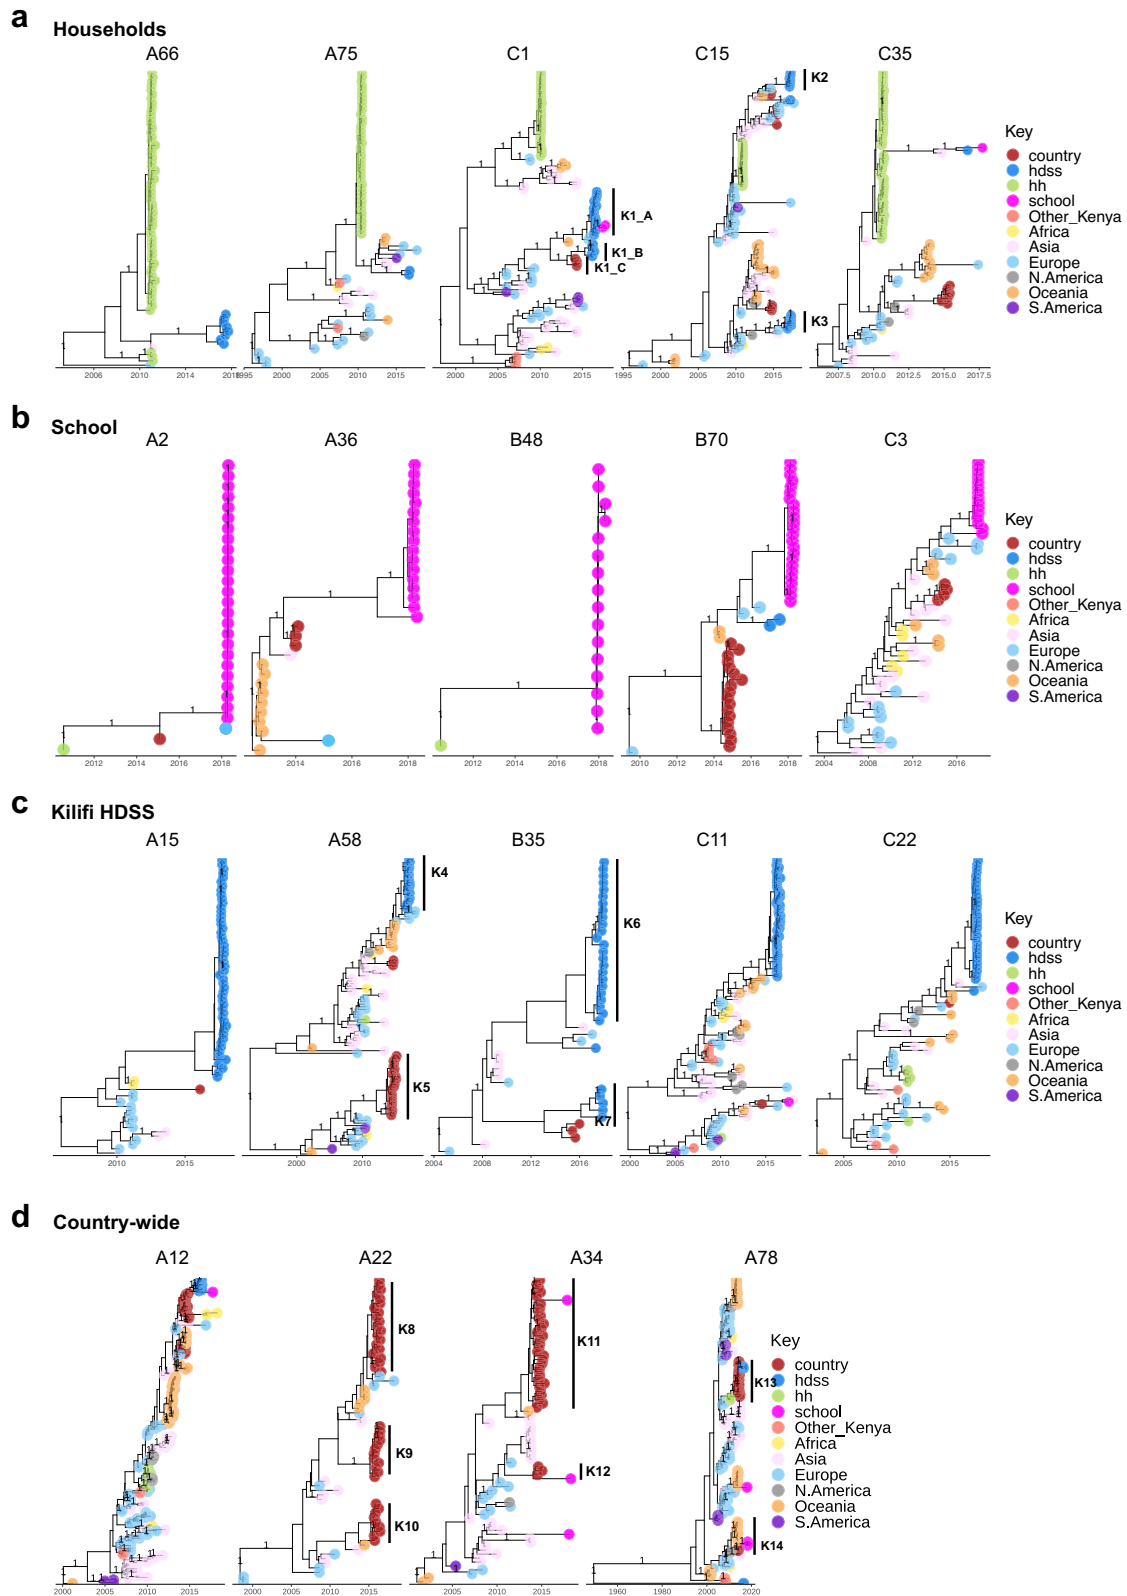 a
Households
A66 A75 C1 C15 C35
K2
K1_A
K1_B
K1_C
K3
Key
country
hdss
hh
school
Other_Kenya
Africa
Asia
Europe
N.America
Oceania
S.America
2006 2010 2014 2018
1995 2000 2005 2010 2015
2000 2005 2010 2015
1995 2000 2005 2010 2015
2007.5 2010.0 2012.5 2015.0 2017.5
b
School
A2 A36 B48 B70 C3
Key
country
hdss
hh
school
Other_Kenya
Africa
Asia
Europe
N.America
Oceania
S.America
2012 2014 2016 2018
2014 2016 2018
2012 2014 2016 2018
2010 2012 2014 2016 2018
2004 2008 2012 2016
c
Kilifi HDSS
A15 A58 B35 C11 C22
K4
K5
K6
K7
Key
country
hdss
hh
school
Other_Kenya
Africa
Asia
Europe
N.America
Oceania
S.America
2010 2015
2000 2010
2004 2008 2012 2016
2000 2005 2010 2015
2005 2010 2015
d
Country-wide
A12 A22 A34 A78
K8
K9
K10
K11
K12
K13
K14
Key
country
hdss
hh
school
Other_Kenya
Africa
Asia
Europe
N.America
Oceania
S.America
2000 2005 2010 2015
2000 2005 2010 2015
2000 2005 2010 2015
1960 1980 2000 2020